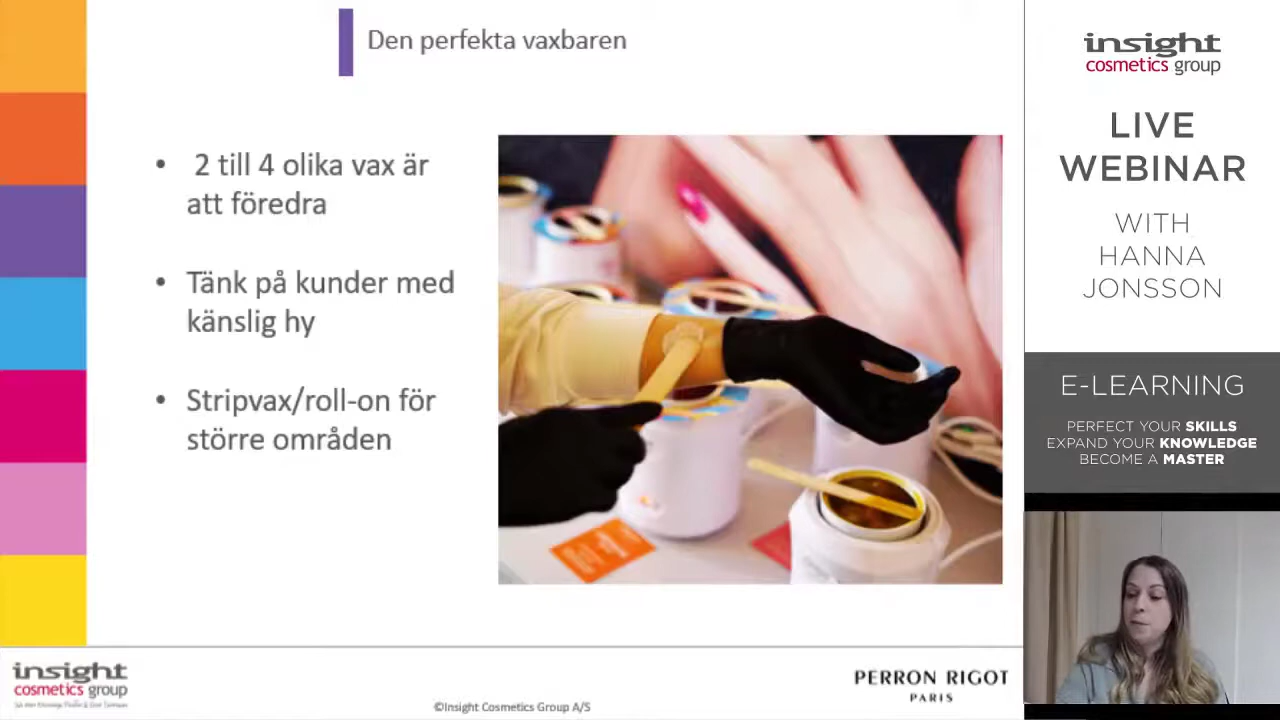 Den perfekta vaxbaren
• 2 till 4 olika vax är
att föredra
• Tänk på kunder med
känslig hy
• Stripvax/roll-on för
större områden
insight
cosmetics group
©Insight Cosmetics Group A/S
PERRON RIGOT
PARIS
insight
cosmetics group
LIVE
WEBINAR
WITH
HANNA
JONSSON
E-LEARNING
PERFECT YOUR SKILLS
EXPAND YOUR KNOWLEDGE
BECOME A MASTER